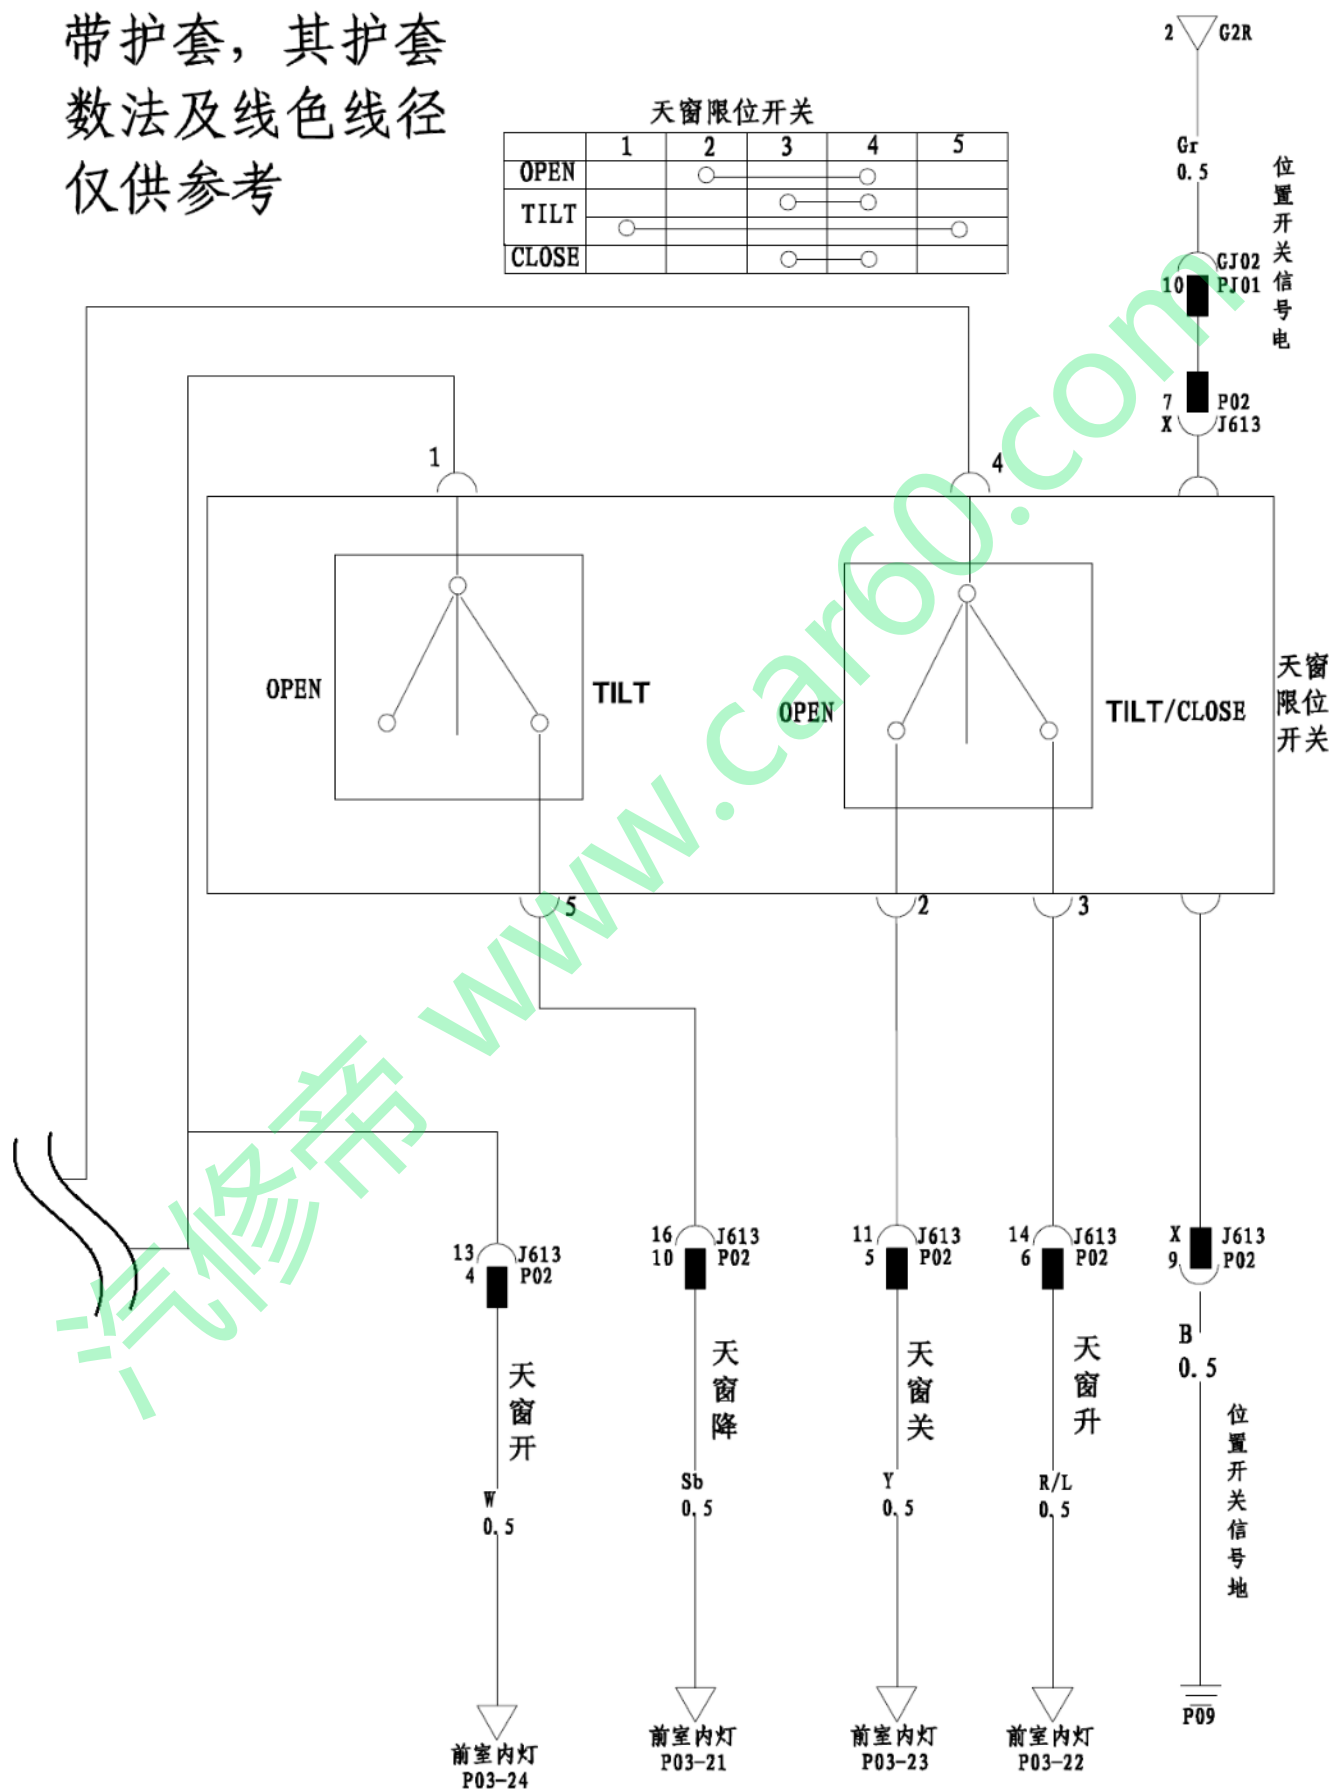 带护套，其护套
数法及线色线径
仅供参考
2 G2R
天窗限位开关
1 2 3 4 5
OPEN
TILT
CLOSE
Gr
0.5
位置开关信号电
GJ02
10 PJ01
7 P02
X J613
1
4
OPEN
TILT
OPEN
TILT/CLOSE
天窗
限位
开关
5
2
3
13 J613
4 P02
16 J613
10 P02
11 J613
5 P02
14 J613
6 P02
X J613
9 P02
天窗开
天窗降
天窗关
天窗升
B
0.5
位置开关信号地
W
0.5
Sb
0.5
Y
0.5
R/L
0.5
前室内灯
P03-24
前室内灯
P03-21
前室内灯
P03-23
前室内灯
P03-22
P09
汽修帝 www.car60.com